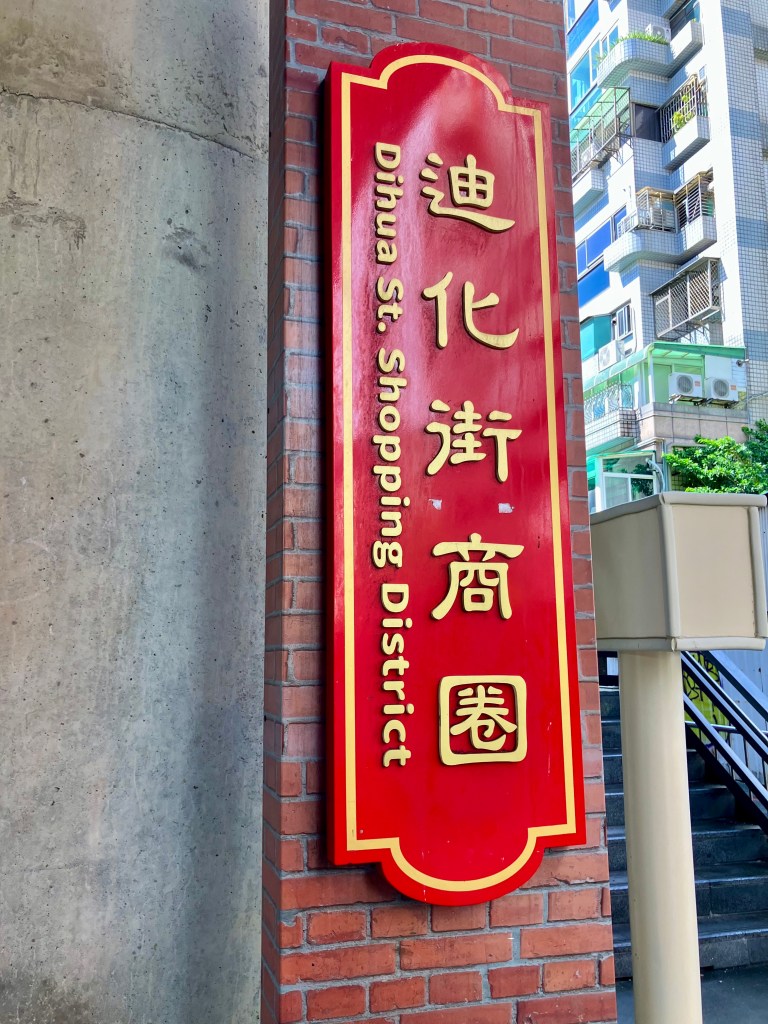 迪化街商圈
Dihua St. Shopping District